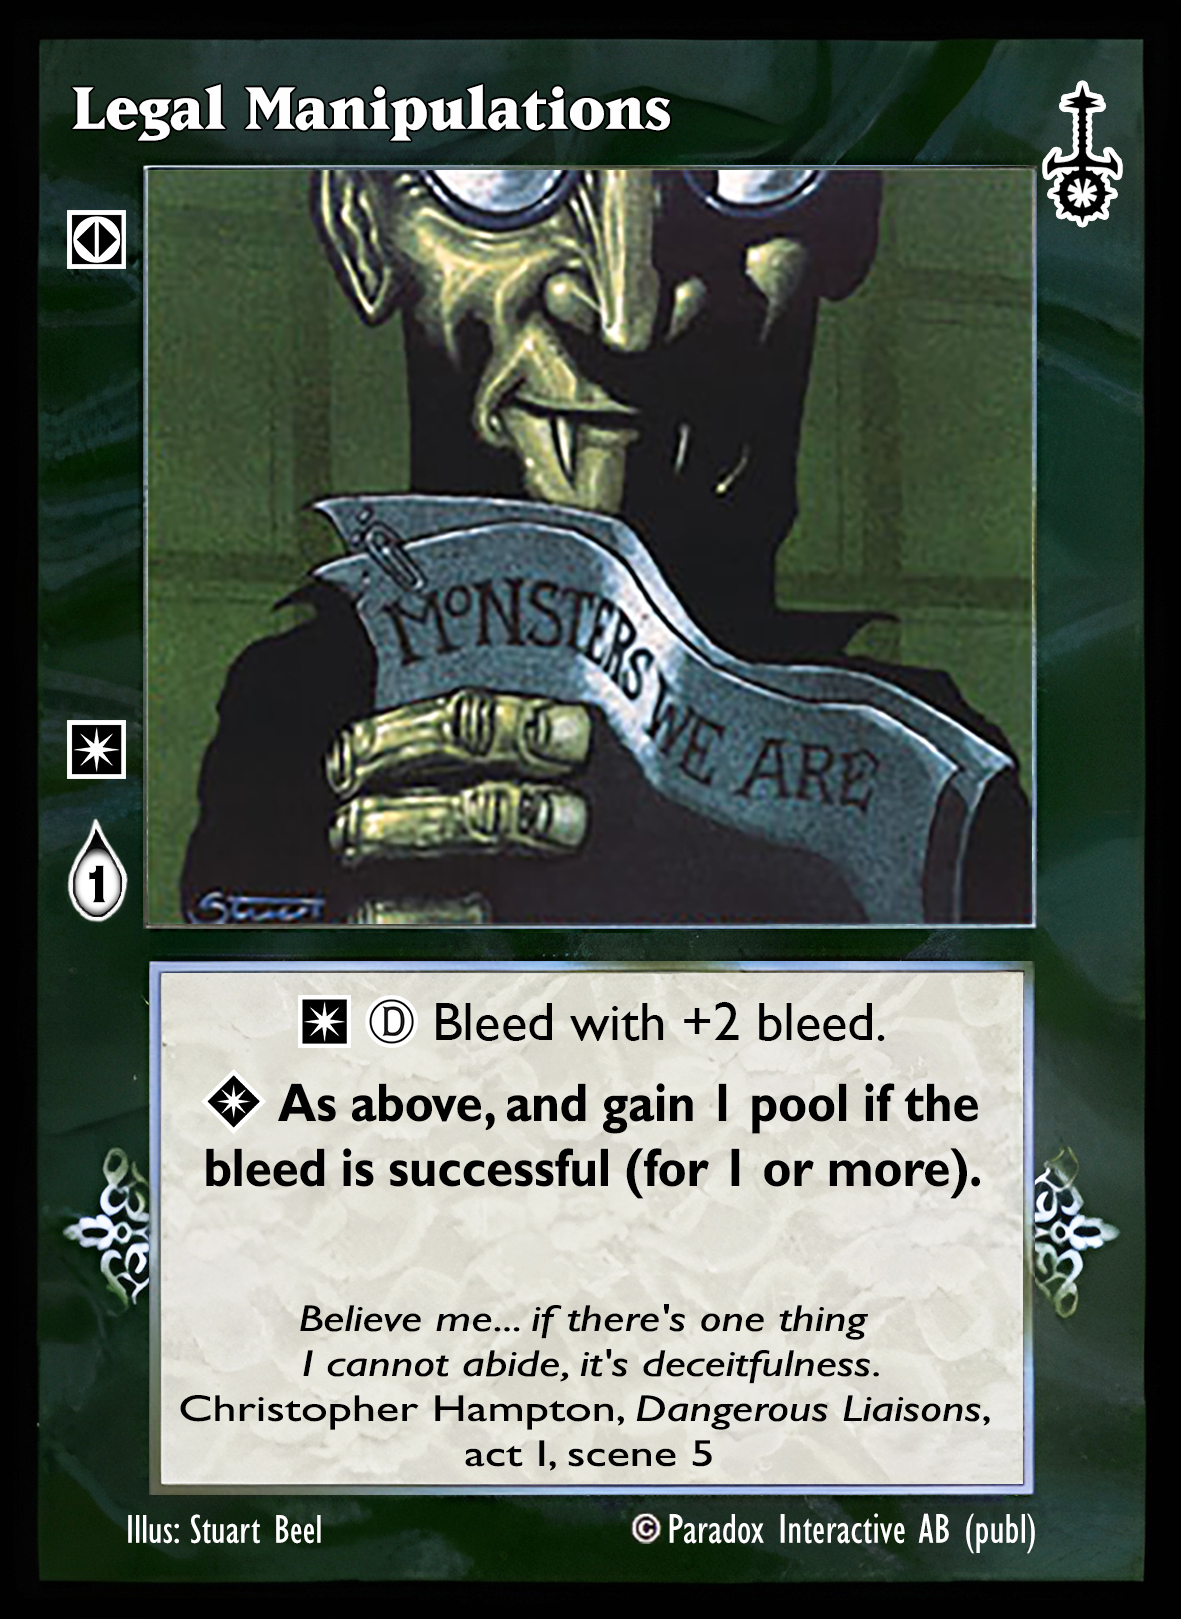 Legal Manipulations
MONSTERS WE ARE
1
D Bleed with +2 bleed.
As above, and gain 1 pool if the
bleed is successful (for 1 or more).
Believe me... if there's one thing
I cannot abide, it's deceitfulness.
Christopher Hampton, Dangerous Liaisons,
act I, scene 5
Illus: Stuart Beel
© Paradox Interactive AB (publ)